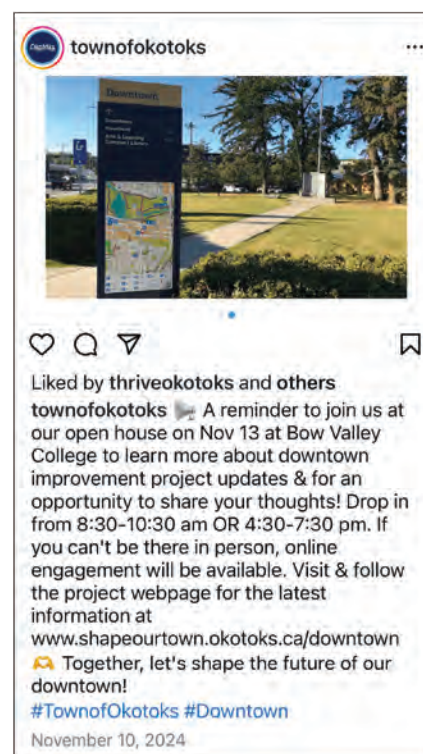 Okotoks
townofokotoks
Downtown
Liked by thriveokotoks and others
townofokotoks 📢 A reminder to join us at
our open house on Nov 13 at Bow Valley
College to learn more about downtown
improvement project updates & for an
opportunity to share your thoughts! Drop in
from 8:30-10:30 am OR 4:30-7:30 pm. If
you can't be there in person, online
engagement will be available. Visit & follow
the project webpage for the latest
information at
www.shapeourtown.okotoks.ca/downtown
🫶 Together, let's shape the future of our
downtown!
#TownofOkotoks #Downtown
November 10, 2024